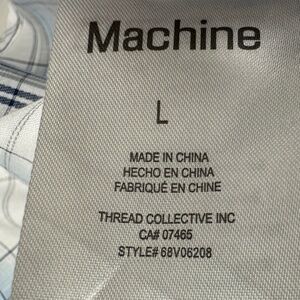 Machine
L
MADE IN CHINA
HECHO EN CHINA
FABRIQUÉ EN CHINE
THREAD COLLECTIVE INC
CA# 07465
STYLE# 68V06208